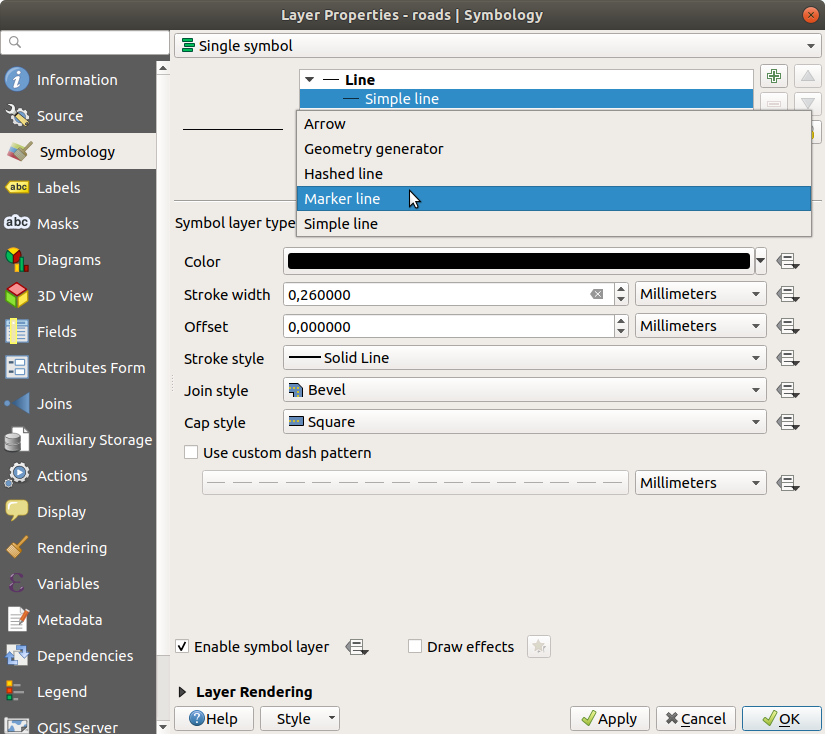 Layer Properties - roads | Symbology
Information
Source
Symbology
Labels
Masks
Diagrams
3D View
Fields
Attributes Form
Joins
Auxiliary Storage
Actions
Display
Rendering
Variables
Metadata
Dependencies
Legend
QGIS Server
Single symbol
Line
Simple line
Arrow
Geometry generator
Hashed line
Marker line
Simple line
Symbol layer type
Color
Stroke width 0,260000 Millimeters
Offset 0,000000 Millimeters
Stroke style Solid Line
Join style Bevel
Cap style Square
Use custom dash pattern
Millimeters
Enable symbol layer Draw effects
Layer Rendering
Help Style Apply Cancel OK